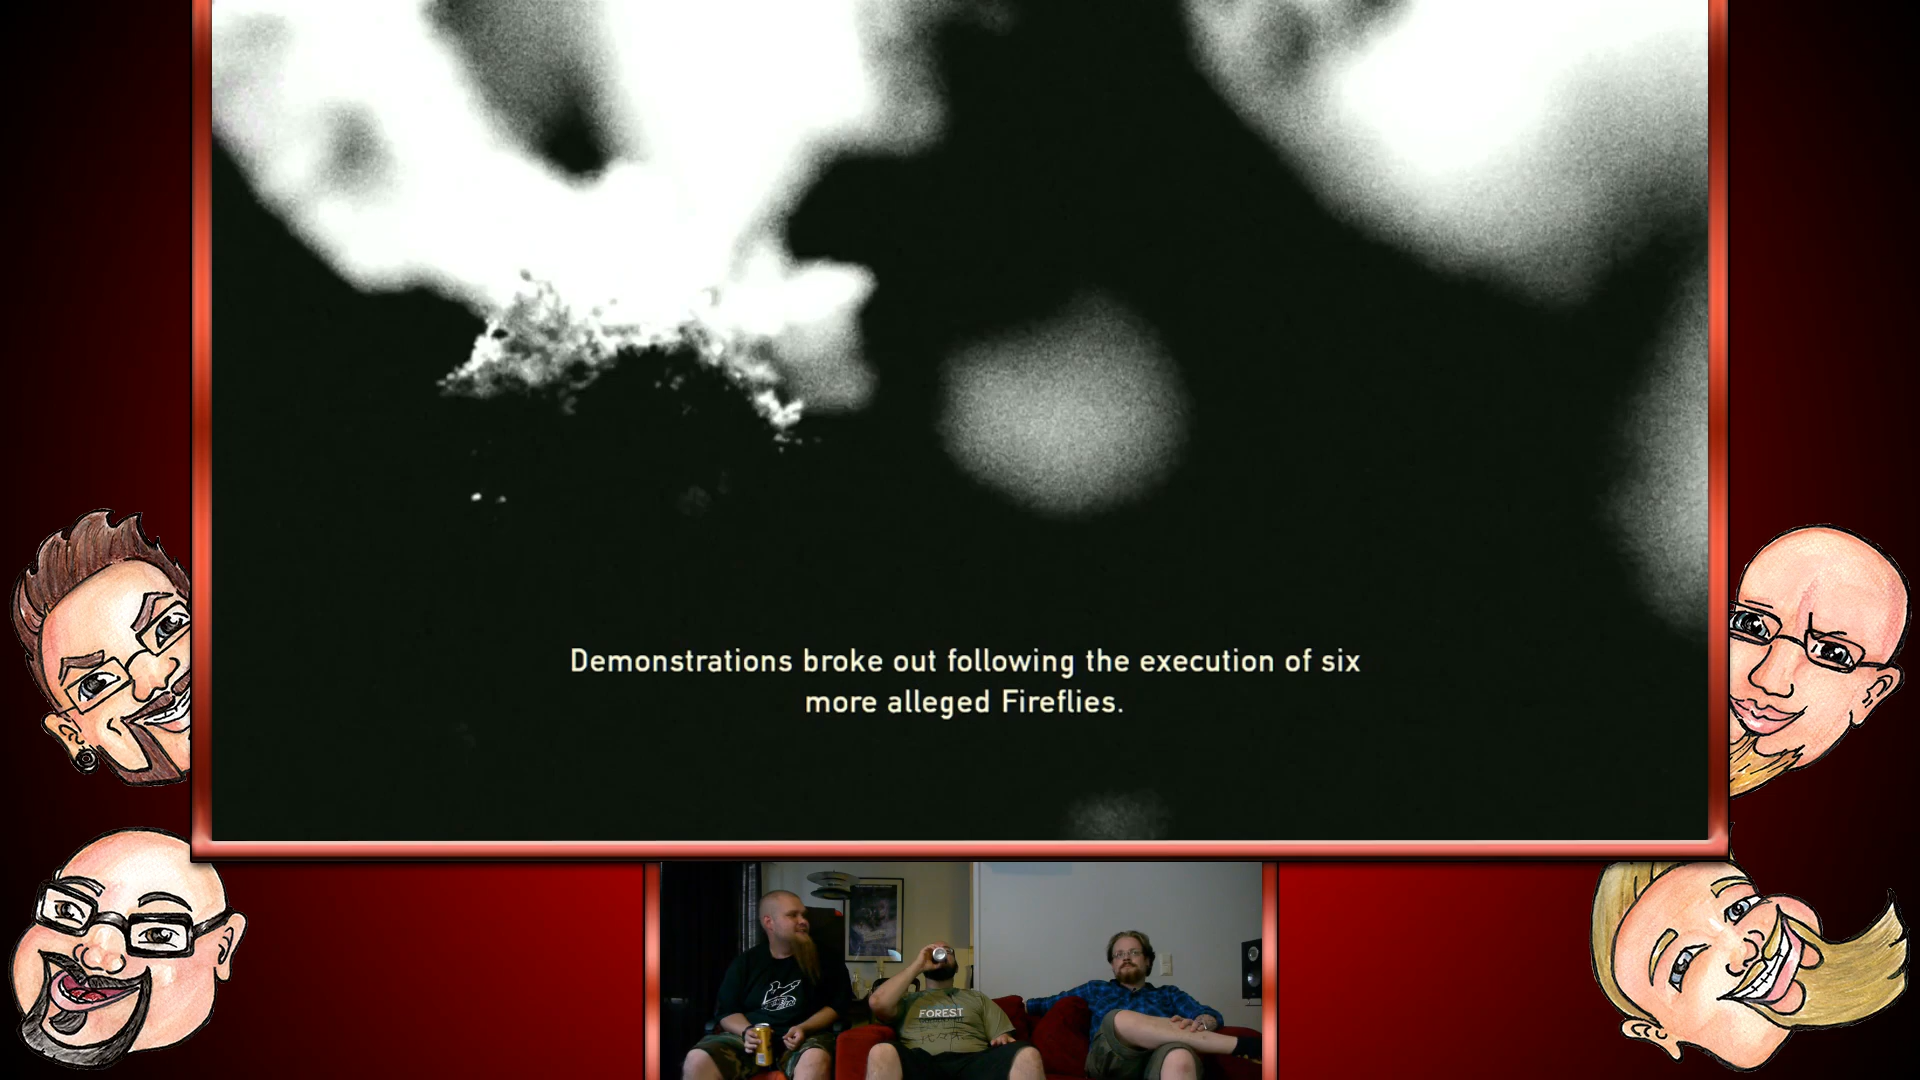 Demonstrations broke out following the execution of six
more alleged Fireflies.
FOREST